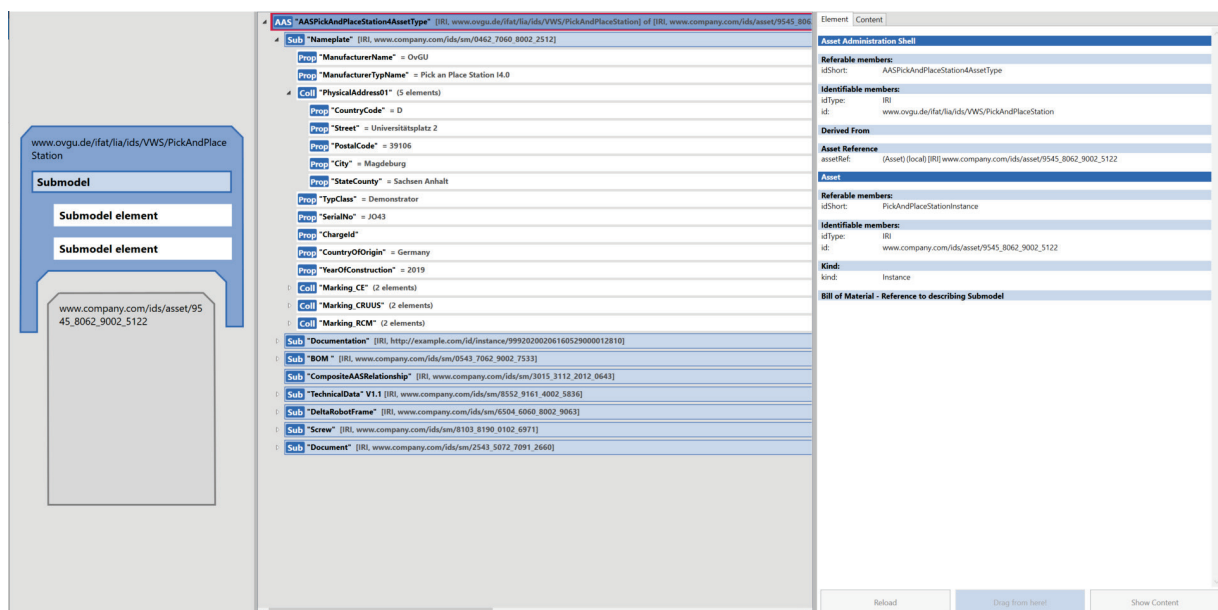 www.ovgu.de/ifat/lia/ids/VWS/PickAndPlace
Station
Submodel
Submodel element
Submodel element
www.company.com/ids/asset/95
45_8062_9002_5122
AAS "AASPickAndPlaceStation4AssetType" [IRI, www.ovgu.de/ifat/lia/ids/VWS/PickAndPlaceStation] of [IRI, www.company.com/ids/asset/9545_806
Sub "Nameplate" [IRI, www.company.com/ids/sm/0462_7060_8002_2512]
Prop "ManufacturerName" = OvGU
Prop "ManufacturerTypName" = Pick an Place Station I4.0
Coll "PhysicalAddress01" (5 elements)
Prop "CountryCode" = D
Prop "Street" = Universitätsplatz 2
Prop "PostalCode" = 39106
Prop "City" = Magdeburg
Prop "StateCounty" = Sachsen Anhalt
Prop "TypClass" = Demonstrator
Prop "SerialNo" = JO43
Prop "ChargeId"
Prop "CountryOfOrigin" = Germany
Prop "YearOfConstruction" = 2019
Coll "Marking_CE" (2 elements)
Coll "Marking_CRUUS" (2 elements)
Coll "Marking_RCM" (2 elements)
Sub "Documentation" [IRI, http://example.com/id/instance/99920200206160529000012810]
Sub "BOM " [IRI, www.company.com/ids/sm/0543_7062_9002_7533]
Sub "CompositeAASRelationship" [IRI, www.company.com/ids/sm/3015_3112_2012_0643]
Sub "TechnicalData" V1.1 [IRI, www.company.com/ids/sm/8552_9161_4002_5836]
Sub "DeltaRobotFrame" [IRI, www.company.com/ids/sm/6504_6060_8002_9063]
Sub "Screw" [IRI, www.company.com/ids/sm/8103_8190_0102_6971]
Sub "Document" [IRI, www.company.com/ids/sm/2543_5072_7091_2660]
Element Content
Asset Administration Shell
Referable members:
idShort: AASPickAndPlaceStation4AssetType
Identifiable members:
idType: IRI
id: www.ovgu.de/ifat/lia/ids/VWS/PickAndPlaceStation
Derived From
Asset Reference
assetRef: (Asset) (local) [IRI] www.company.com/ids/asset/9545_8062_9002_5122
Asset
Referable members:
idShort: PickAndPlaceStationInstance
Identifiable members:
idType: IRI
id: www.company.com/ids/asset/9545_8062_9002_5122
Kind:
kind: Instance
Bill of Material - Reference to describing Submodel
Reload Drag from here! Show Content